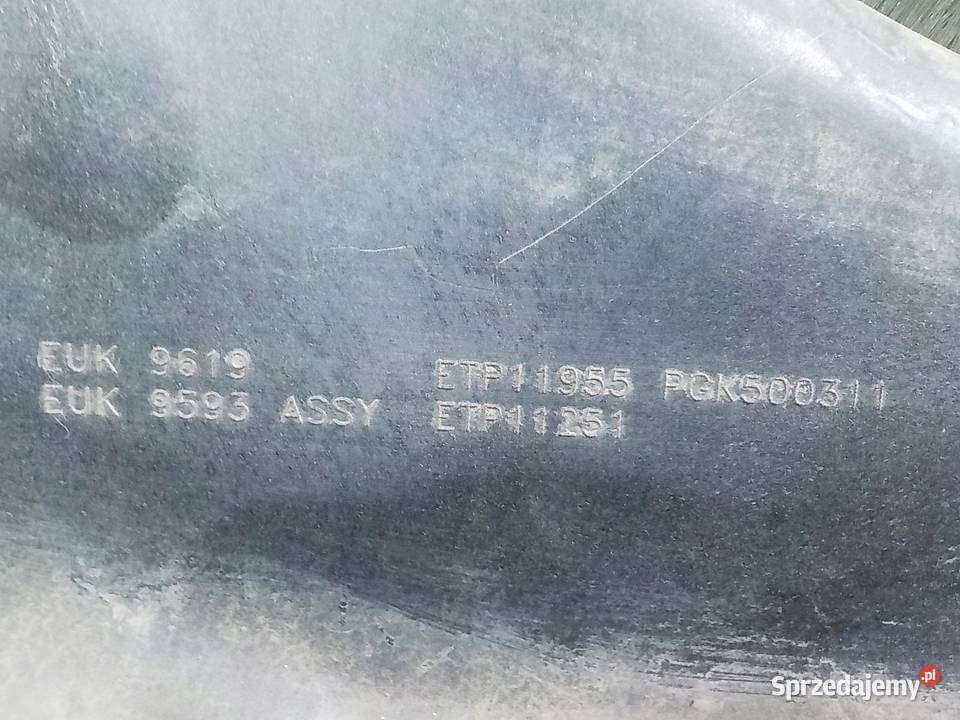 EUK 9619 ETP11955 PGK500311
EUK 9593 ASSY ETP11251
Sprzedajemy.pl